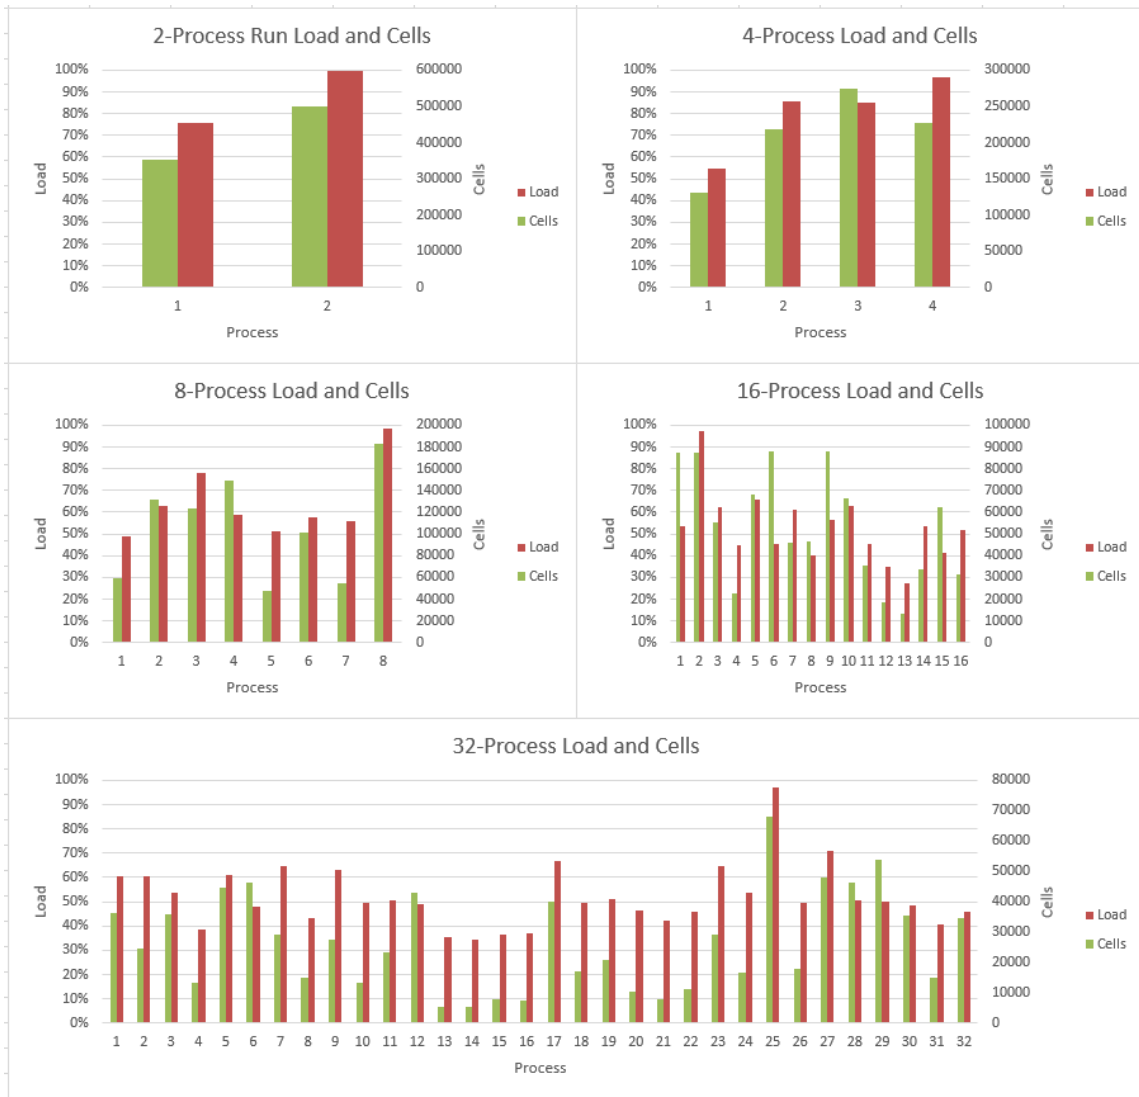 2-Process Run Load and Cells
100% 600000
90% 500000
80% 400000
70% 300000
60% 200000
50% 100000
40% 0
30%
20%
10%
0%
Load
Cells
Load
Cells
1 2
Process
4-Process Load and Cells
100% 300000
90% 250000
80% 200000
70% 150000
60% 100000
50% 50000
40% 0
30%
20%
10%
0%
Load
Cells
Load
Cells
1 2 3 4
Process
8-Process Load and Cells
100% 200000
90% 180000
80% 160000
70% 140000
60% 120000
50% 100000
40% 80000
30% 60000
20% 40000
10% 20000
0% 0
Load
Cells
Load
Cells
1 2 3 4 5 6 7 8
Process
16-Process Load and Cells
100% 100000
90% 90000
80% 80000
70% 70000
60% 60000
50% 50000
40% 40000
30% 30000
20% 20000
10% 10000
0% 0
Load
Cells
Load
Cells
1 2 3 4 5 6 7 8 9 10 11 12 13 14 15 16
Process
32-Process Load and Cells
100% 80000
90% 70000
80% 60000
70% 50000
60% 40000
50% 30000
40% 20000
30% 10000
20% 0
10%
0%
Load
Cells
Load
Cells
1 2 3 4 5 6 7 8 9 10 11 12 13 14 15 16 17 18 19 20 21 22 23 24 25 26 27 28 29 30 31 32
Process